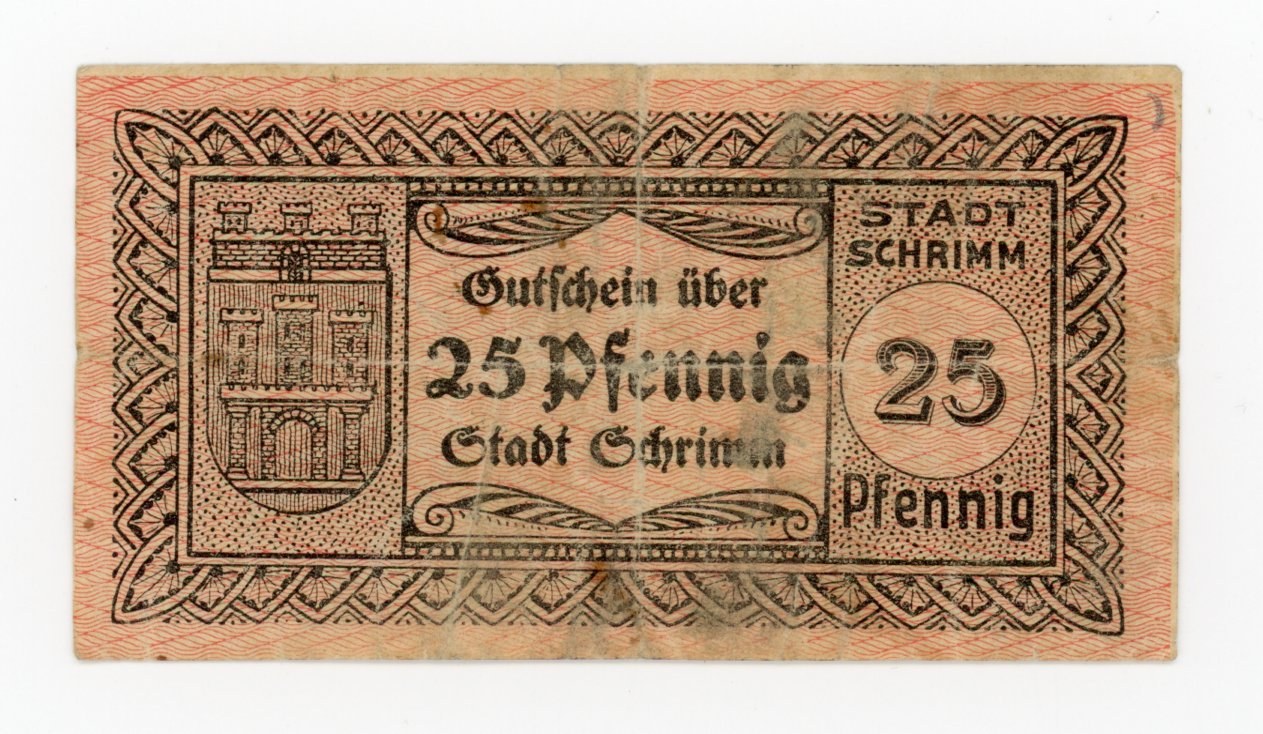 Gutschein über
25 Pfennig
Stadt Schrimm
STADT
SCHRIMM
25
Pfennig